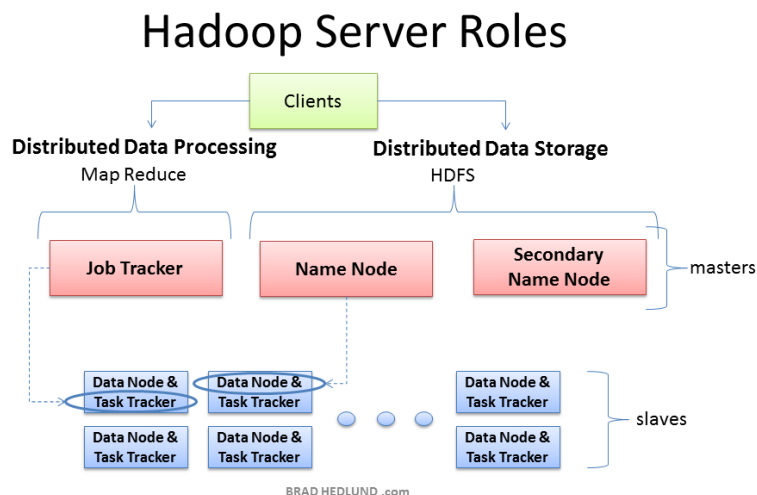 Hadoop Server Roles
Clients
Distributed Data Processing
Map Reduce
Distributed Data Storage
HDFS
Job Tracker
Name Node
Secondary
Name Node
masters
Data Node &
Task Tracker
Data Node &
Task Tracker
Data Node &
Task Tracker
Data Node &
Task Tracker
Data Node &
Task Tracker
Data Node &
Task Tracker
slaves
BRAD HEDLUND .com